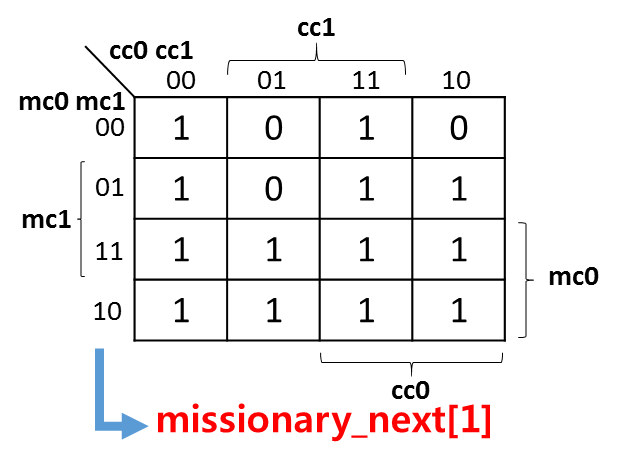 cc1
cc0 cc1
00 01 11 10
mc0 mc1
00 1 0 1 0
01 1 0 1 1
mc1
11 1 1 1 1
mc0
10 1 1 1 1
cc0
missionary_next[1]